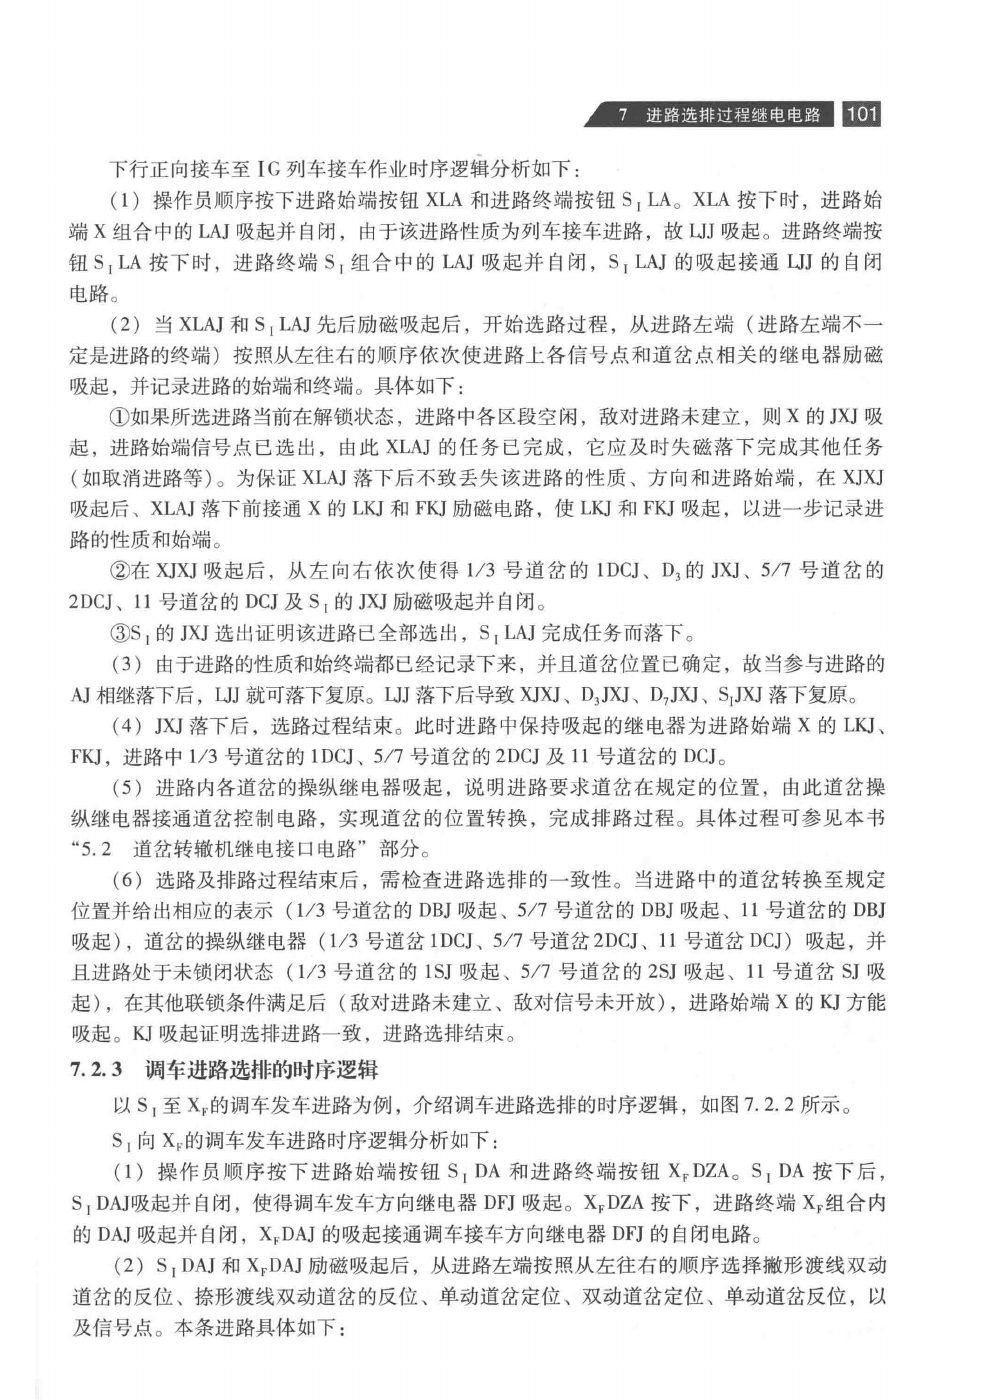 7 进路选排过程继电电路 101
下行正向接车至 IG 列车接车作业时序逻辑分析如下：
（1）操作员顺序按下进路始端按钮 XLA 和进路终端按钮 SⅠLA。XLA 按下时，进路始
端 X 组合中的 LAJ 吸起并自闭，由于该进路性质为列车接车进路，故 LJJ 吸起。进路终端按
钮 SⅠLA 按下时，进路终端 SⅠ组合中的 LAJ 吸起并自闭，SⅠLAJ 的吸起接通 LJJ 的自闭
电路。
（2）当 XLAJ 和 SⅠLAJ 先后励磁吸起后，开始选路过程，从进路左端（进路左端不一
定是进路的终端）按照从左往右的顺序依次使进路上各信号点和道岔点相关的继电器励磁
吸起，并记录进路的始端和终端。具体如下：
①如果所选进路当前在解锁状态，进路中各区段空闲，敌对进路未建立，则 X 的 JXJ 吸
起，进路始端信号点已选出，由此 XLAJ 的任务已完成，它应及时失磁落下完成其他任务
（如取消进路等）。为保证 XLAJ 落下后不致丢失该进路的性质、方向和进路始端，在 XJXJ
吸起后、XLAJ 落下前接通 X 的 LKJ 和 FKJ 励磁电路，使 LKJ 和 FKJ 吸起，以进一步记录进
路的性质和始端。
②在 XJXJ 吸起后，从左向右依次使得 1/3 号道岔的 1DCJ、D₃的 JXJ、5/7 号道岔的
2DCJ、11 号道岔的 DCJ 及 SⅠ的 JXJ 励磁吸起并自闭。
③SⅠ的 JXJ 选出证明该进路已全部选出，SⅠLAJ 完成任务而落下。
（3）由于进路的性质和始终端都已经记录下来，并且道岔位置已确定，故当参与进路的
AJ 相继落下后，LJJ 就可落下复原。LJJ 落下后导致 XJXJ、D₃JXJ、D₇JXJ、SⅠJXJ 落下复原。
（4）JXJ 落下后，选路过程结束。此时进路中保持吸起的继电器为进路始端 X 的 LKJ、
FKJ，进路中 1/3 号道岔的 1DCJ、5/7 号道岔的 2DCJ 及 11 号道岔的 DCJ。
（5）进路内各道岔的操纵继电器吸起，说明进路要求道岔在规定的位置，由此道岔操
纵继电器接通道岔控制电路，实现道岔的位置转换，完成排路过程。具体过程可参见本书
“5.2 道岔转辙机继电接口电路”部分。
（6）选路及排路过程结束后，需检查进路选排的一致性。当进路中的道岔转换至规定
位置并给出相应的表示（1/3 号道岔的 DBJ 吸起、5/7 号道岔的 DBJ 吸起、11 号道岔的 DBJ
吸起），道岔的操纵继电器（1/3 号道岔 1DCJ、5/7 号道岔 2DCJ、11 号道岔 DCJ）吸起，并
且进路处于未锁闭状态（1/3 号道岔的 1SJ 吸起、5/7 号道岔的 2SJ 吸起、11 号道岔 SJ 吸
起），在其他联锁条件满足后（敌对进路未建立、敌对信号未开放），进路始端 X 的 KJ 方能
吸起。KJ 吸起证明选排进路一致，进路选排结束。
7.2.3 调车进路选排的时序逻辑
以 SⅠ至 X_F的调车发车进路为例，介绍调车进路选排的时序逻辑，如图 7.2.2 所示。
SⅠ向 X_F的调车发车进路时序逻辑分析如下：
（1）操作员顺序按下进路始端按钮 SⅠDA 和进路终端按钮 X_FDZA。SⅠDA 按下后，
SⅠDAJ吸起并自闭，使得调车发车方向继电器 DFJ 吸起。X_FDZA 按下，进路终端 X_F组合内
的 DAJ 吸起并自闭，X_FDAJ 的吸起接通调车接车方向继电器 DFJ 的自闭电路。
（2）SⅠDAJ 和 X_FDAJ 励磁吸起后，从进路左端按照从左往右的顺序选择撇形渡线双动
道岔的反位、捺形渡线双动道岔的反位、单动道岔定位、双动道岔定位、单动道岔反位，以
及信号点。本条进路具体如下：